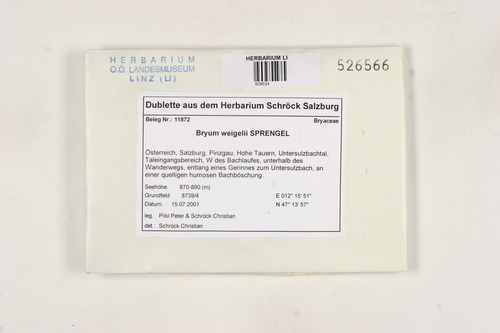 HERBARIUM
O.Ö. LANDESMUSEUM
LINZ (LI)
HERBARIUM LI
908634
526566
Dublette aus dem Herbarium Schröck Salzburg
Beleg Nr.: 11872 Bryaceae
Bryum weigelii SPRENGEL
Österreich, Salzburg, Pinzgau, Hohe Tauern, Untersulzbachtal,
Taleingangsbereich, W des Bachlaufes, unterhalb des
Wanderwegs, entlang eines Gerinnes zum Untersulzbach, an
einer quelligen humosen Bachböschung.
Seehöhe: 870-890 (m)
Grundfeld: 8739/4 E 012° 15' 51"
Datum: 15.07.2001 N 47° 13' 57"
leg.: Pilsl Peter & Schröck Christian
det.: Schröck Christian